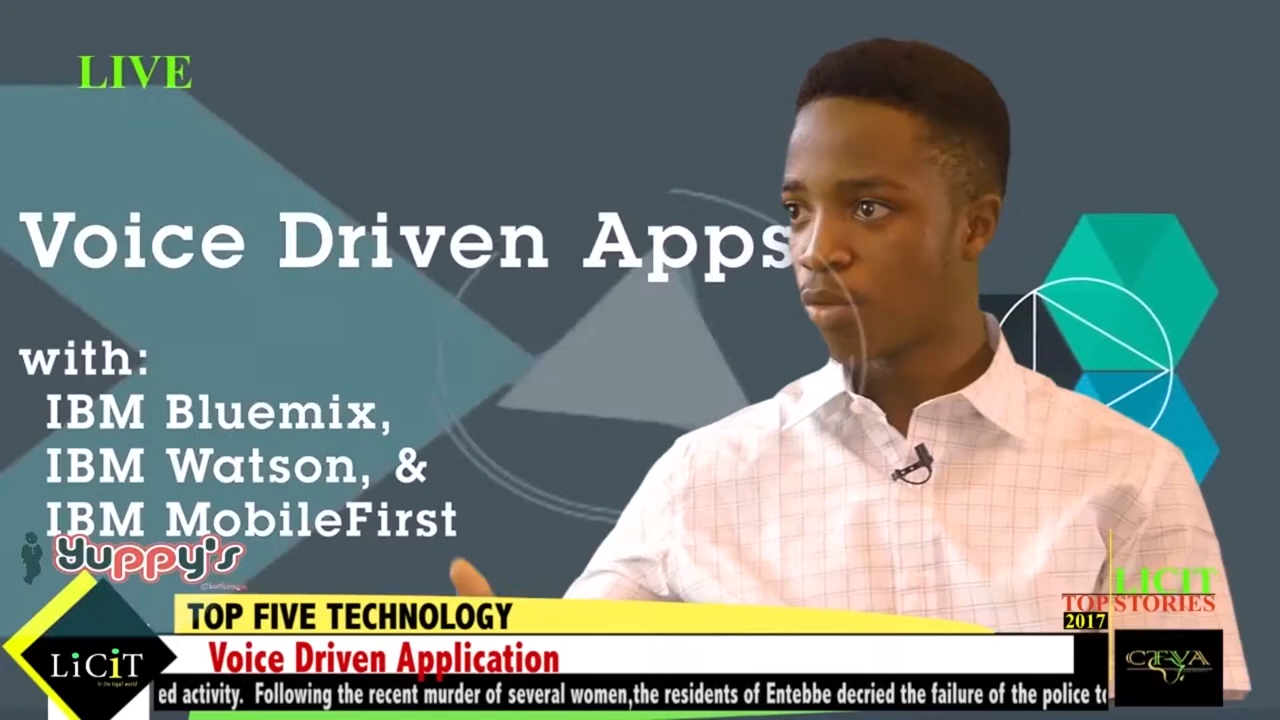 LIVE
Voice Driven Apps
with:
IBM Bluemix,
IBM Watson, &
IBM MobileFirst
Yuppy's
TOP FIVE TECHNOLOGY
Voice Driven Application
LiCiT
ed activity. Following the recent murder of several women,the residents of Entebbe decried the failure of the police to
LICIT
TOP STORIES
2017